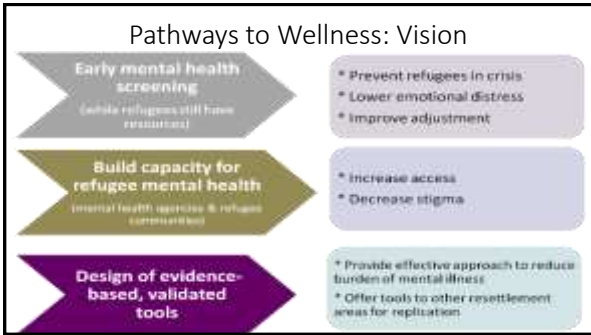 Pathways to Wellness: Vision
Early mental health
screening
(while refugees still have
resources)
* Prevent refugees in crisis
* Lower emotional distress
* Improve adjustment
Build capacity for
refugee mental health
(mental health agencies & refugee
communities)
* Increase access
* Decrease stigma
Design of evidence-
based, validated
tools
* Provide effective approach to reduce
burden of mental illness
* Offer tools to other resettlement
areas for replication